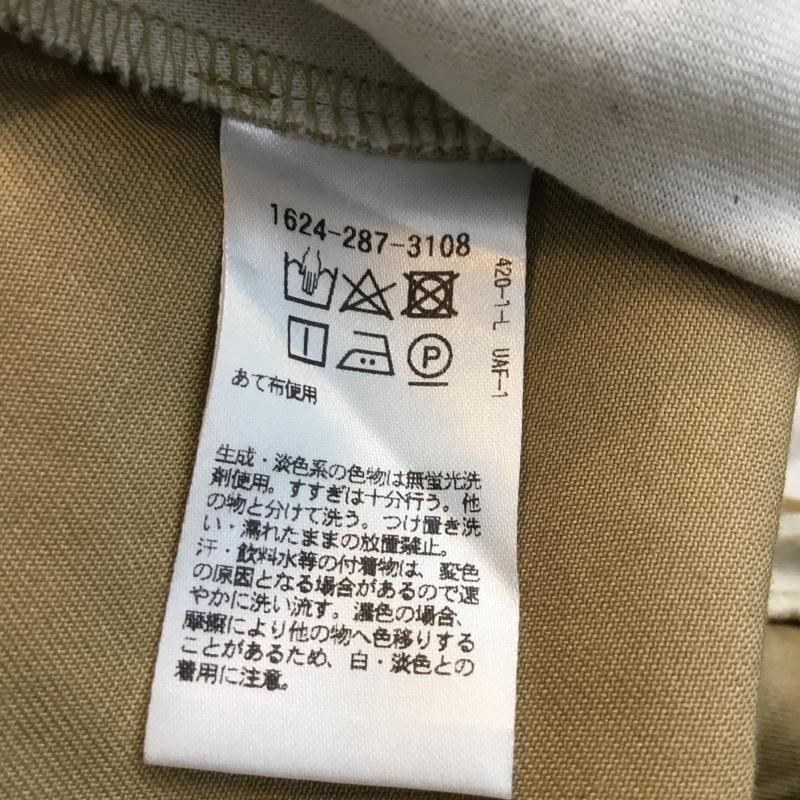 1624-287-3108
420-1-L UAF-1
P
あて布使用
生成・淡色系の色物は無蛍光洗
剤使用。すすぎは十分行う。他
の物と分けて洗う。つけ置き洗
い・濡れたままの放置禁止。
汗・飲料水等の付着物は、変色
の原因となる場合があるので速
やかに洗い流す。濃色の場合、
摩擦により他の物へ色移りする
ことがあるため、白・淡色との
着用に注意。